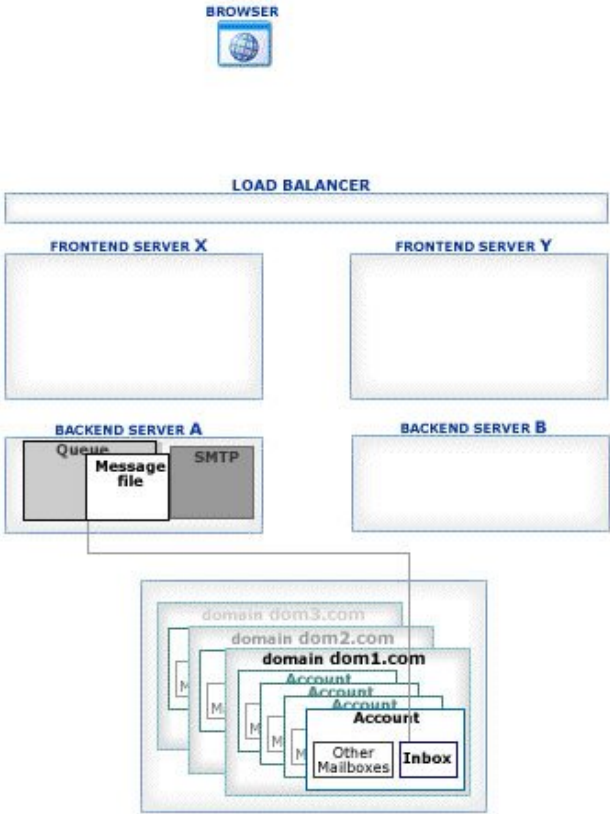 BROWSER
LOAD BALANCER
FRONTEND SERVER X
FRONTEND SERVER Y
BACKEND SERVER A
BACKEND SERVER B
Queue
Message
file
SMTP
domain dom3.com
domain dom2.com
domain dom1.com
Account
Account
Account
Account
M
M
M
M
M
Other
Mailboxes
Inbox